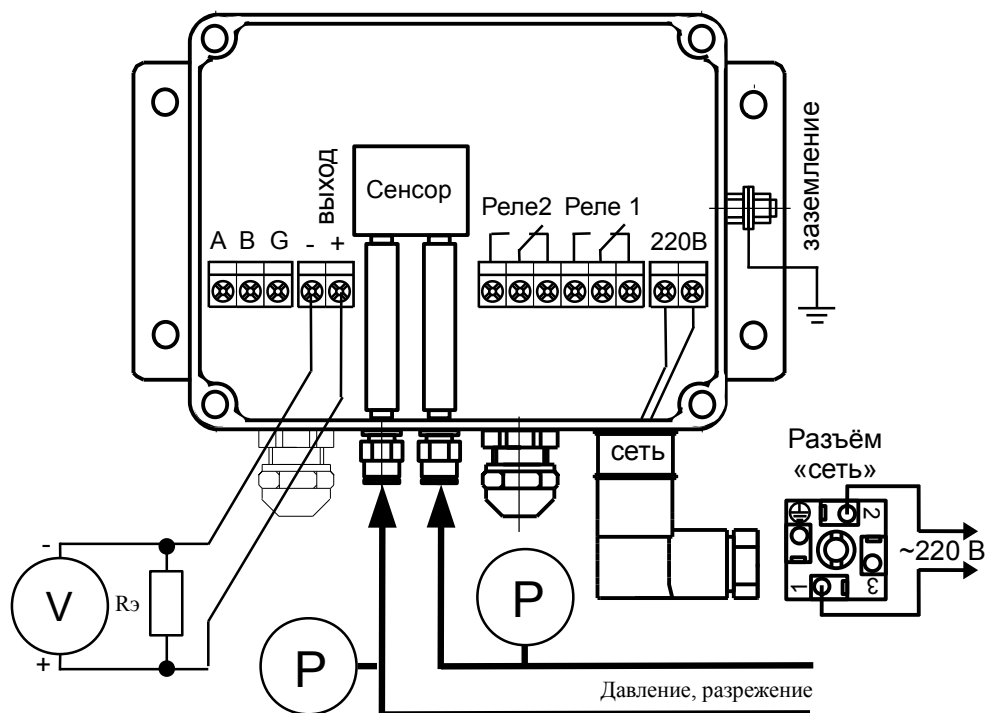 заземление
выход
Сенсор
Реле2 Реле 1
A B G - +
220В
сеть
Разъём
«сеть»
2
~220 В
1
3
-
V
Rэ
+
P
P
Давление, разрежение